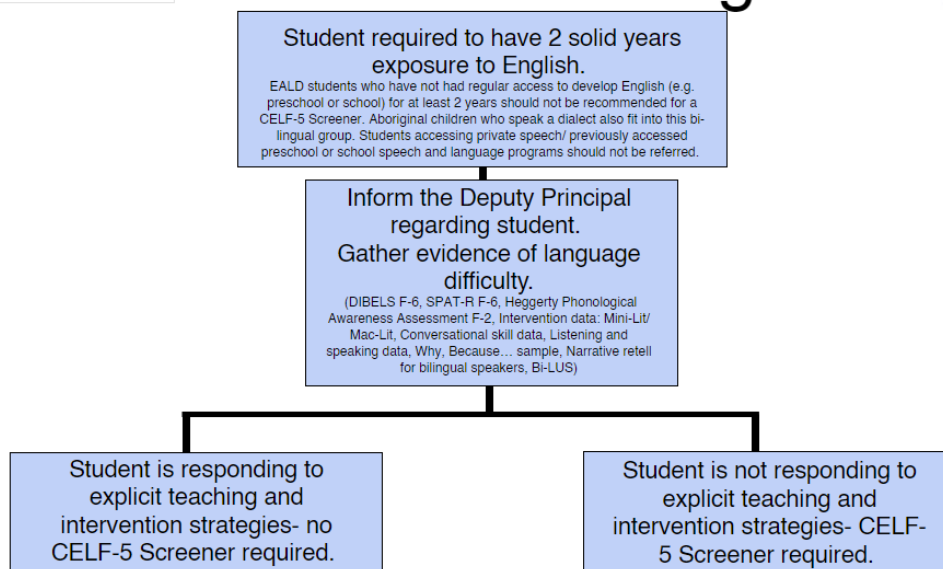 Student required to have 2 solid years
exposure to English.
EALD students who have not had regular access to develop English (e.g.
preschool or school) for at least 2 years should not be recommended for a
CELF-5 Screener. Aboriginal children who speak a dialect also fit into this bi-
lingual group. Students accessing private speech/ previously accessed
preschool or school speech and language programs should not be referred.
Inform the Deputy Principal
regarding student.
Gather evidence of language
difficulty.
(DIBELS F-6, SPAT-R F-6, Heggerty Phonological
Awareness Assessment F-2, Intervention data: Mini-Lit/
Mac-Lit, Conversational skill data, Listening and
speaking data, Why, Because... sample, Narrative retell
for bilingual speakers, Bi-LUS)
Student is responding to
explicit teaching and
intervention strategies- no
CELF-5 Screener required.
Student is not responding to
explicit teaching and
intervention strategies- CELF-
5 Screener required.